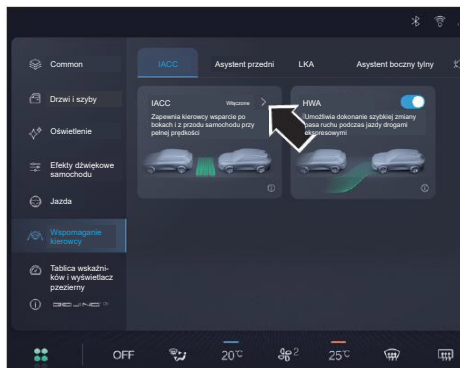 Common
Drzwi i szyby
Oświetlenie
Efekty dźwiękowe
samochodu
Jazda
Wspomaganie
kierowcy
Tablica wskaźni-
ków i wyświetlacz
pzezierny
IACC
Asystent przedni
LKA
Asystent boczny tylny
IACC
Włączone
Zapewnia kierowcy wsparcie po
bokach i z przodu samochodu przy
pełnej prędkości
HWA
Umożliwia dokonanie szybkiej zmiany
pasa ruchu podczas jazdy drogami
ekspresowymi
OFF
20°C
2
25°C